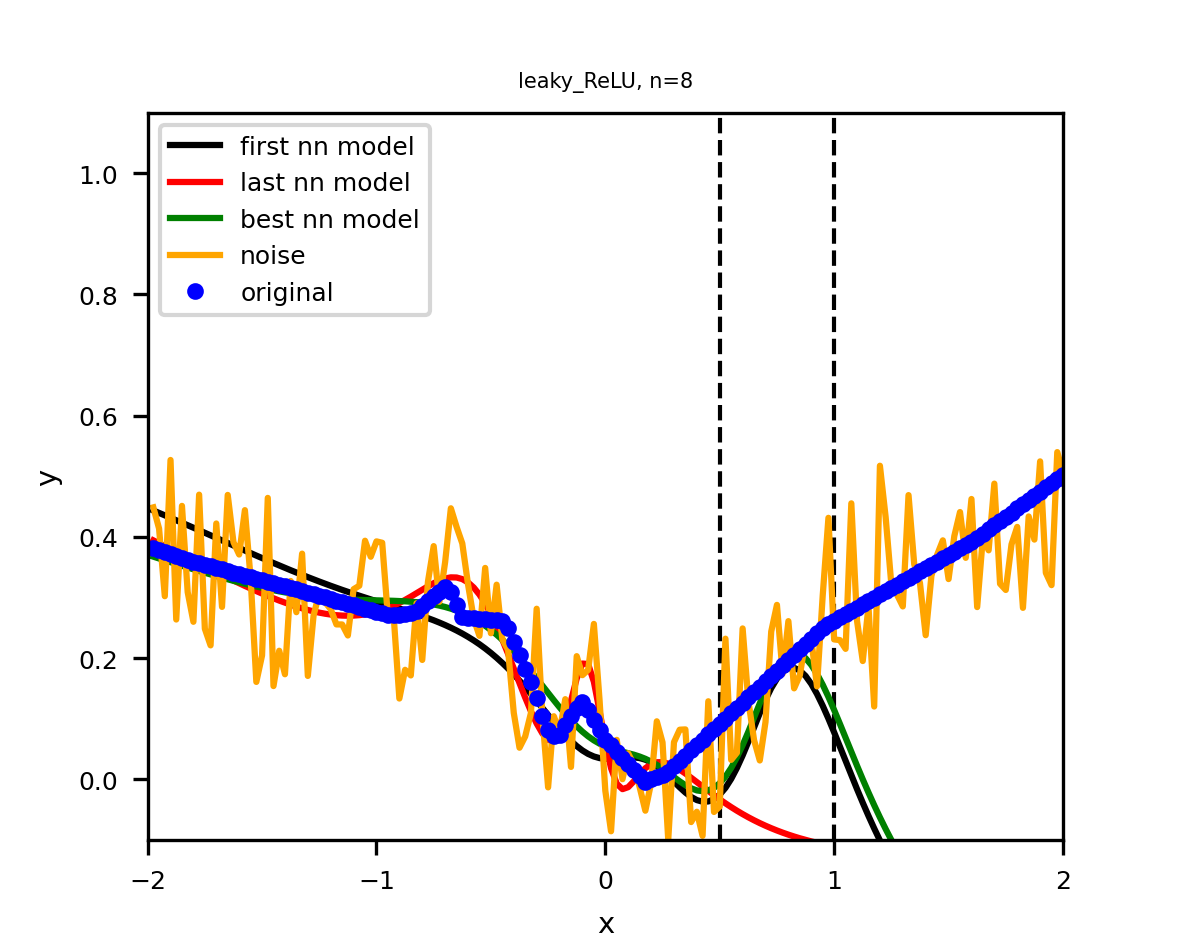 leaky_ReLU, n=8
first nn model
last nn model
best nn model
noise
original
1.0
0.8
0.6
0.4
0.2
0.0
y
−2
−1
0
1
2
x